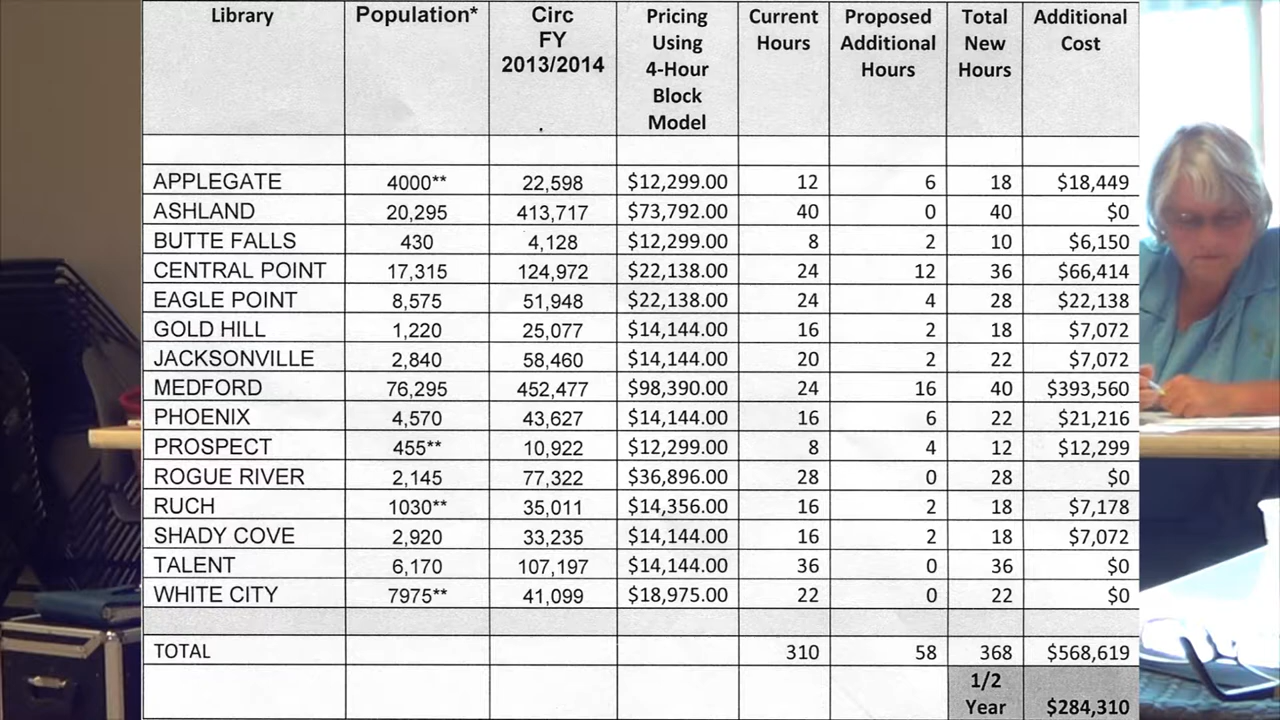 Library Population* Circ FY 2013/2014 Pricing Using 4-Hour Block Model Current Hours Proposed Additional Hours Total New Hours Additional Cost
APPLEGATE 4000** 22,598 $12,299.00 12 6 18 $18,449
ASHLAND 20,295 413,717 $73,792.00 40 0 40 $0
BUTTE FALLS 430 4,128 $12,299.00 8 2 10 $6,150
CENTRAL POINT 17,315 124,972 $22,138.00 24 12 36 $66,414
EAGLE POINT 8,575 51,948 $22,138.00 24 4 28 $22,138
GOLD HILL 1,220 25,077 $14,144.00 16 2 18 $7,072
JACKSONVILLE 2,840 58,460 $14,144.00 20 2 22 $7,072
MEDFORD 76,295 452,477 $98,390.00 24 16 40 $393,560
PHOENIX 4,570 43,627 $14,144.00 16 6 22 $21,216
PROSPECT 455** 10,922 $12,299.00 8 4 12 $12,299
ROGUE RIVER 2,145 77,322 $36,896.00 28 0 28 $0
RUCH 1030** 35,011 $14,356.00 16 2 18 $7,178
SHADY COVE 2,920 33,235 $14,144.00 16 2 18 $7,072
TALENT 6,170 107,197 $14,144.00 36 0 36 $0
WHITE CITY 7975** 41,099 $18,975.00 22 0 22 $0
TOTAL 310 58 368 $568,619
1/2 Year $284,310